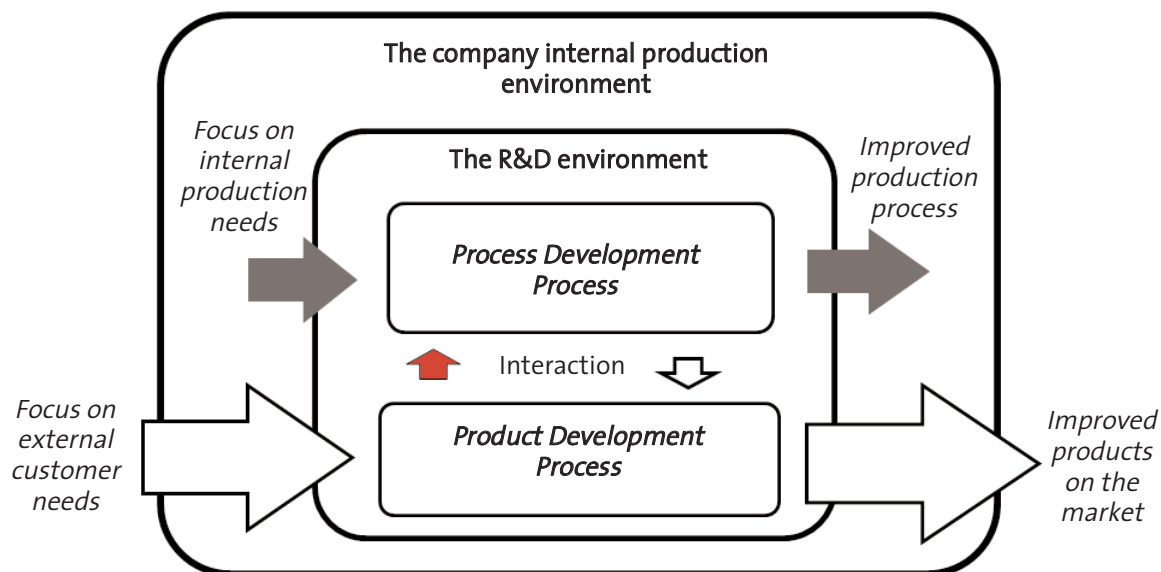 The company internal production
environment
Focus on
internal
production
needs
The R&D environment
Improved
production
process
Process Development
Process
Interaction
Focus on
external
customer
needs
Product Development
Process
Improved
products
on the
market